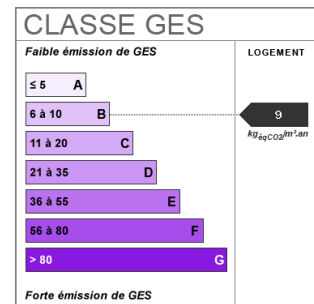 CLASSE GES
Faible émission de GES
LOGEMENT
≤ 5 A
6 à 10 B
9
kgéqCO2/m².an
11 à 20 C
21 à 35 D
36 à 55 E
56 à 80 F
> 80 G
Forte émission de GES